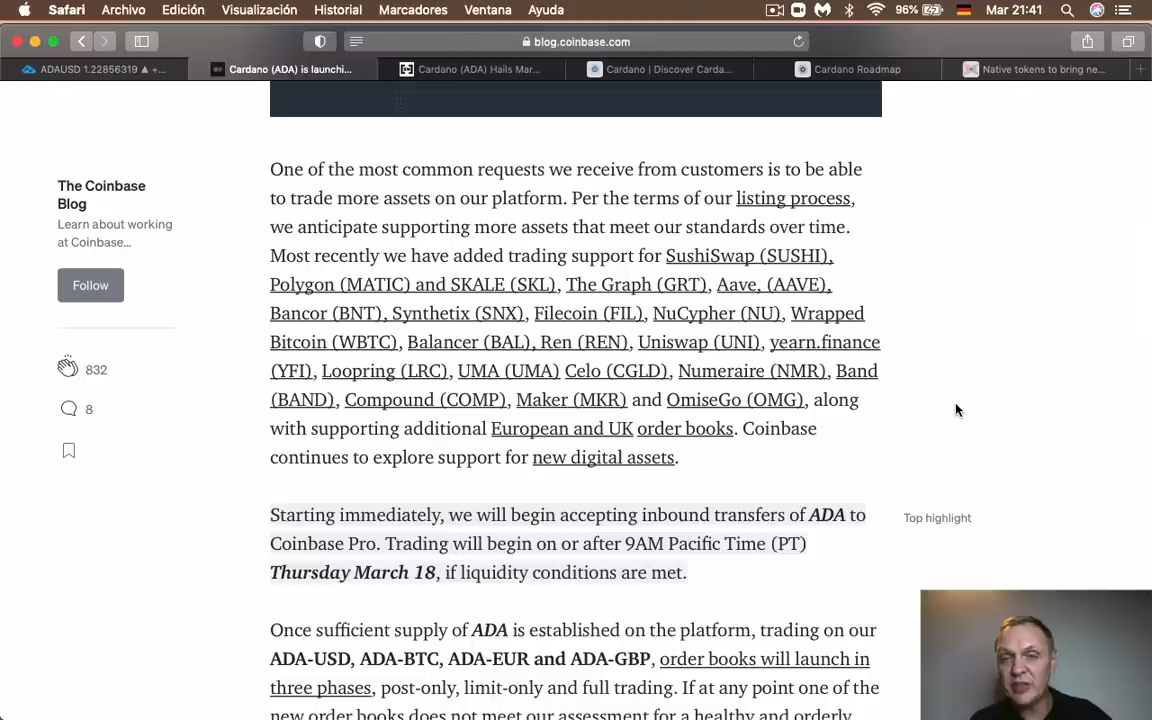 Safari Archivo Edición Visualización Historial Marcadores Ventana Ayuda 96% Mar 21:41
blog.coinbase.com
ADAUSD 1.22856319 ▲ +... Cardano (ADA) is launchi... Cardano (ADA) Hails Mar... Cardano | Discover Carda... Cardano Roadmap Native tokens to bring ne...
The Coinbase
Blog
Learn about working
at Coinbase...
Follow
832
8
One of the most common requests we receive from customers is to be able
to trade more assets on our platform. Per the terms of our listing process,
we anticipate supporting more assets that meet our standards over time.
Most recently we have added trading support for SushiSwap (SUSHI),
Polygon (MATIC) and SKALE (SKL), The Graph (GRT), Aave, (AAVE),
Bancor (BNT), Synthetix (SNX), Filecoin (FIL), NuCypher (NU), Wrapped
Bitcoin (WBTC), Balancer (BAL), Ren (REN), Uniswap (UNI), yearn.finance
(YFI), Loopring (LRC), UMA (UMA) Celo (CGLD), Numeraire (NMR), Band
(BAND), Compound (COMP), Maker (MKR) and OmiseGo (OMG), along
with supporting additional European and UK order books. Coinbase
continues to explore support for new digital assets.
Starting immediately, we will begin accepting inbound transfers of ADA to
Coinbase Pro. Trading will begin on or after 9AM Pacific Time (PT)
Thursday March 18, if liquidity conditions are met.
Top highlight
Once sufficient supply of ADA is established on the platform, trading on our
ADA-USD, ADA-BTC, ADA-EUR and ADA-GBP, order books will launch in
three phases, post-only, limit-only and full trading. If at any point one of the
new order books does not meet our assessment for a healthy and orderly